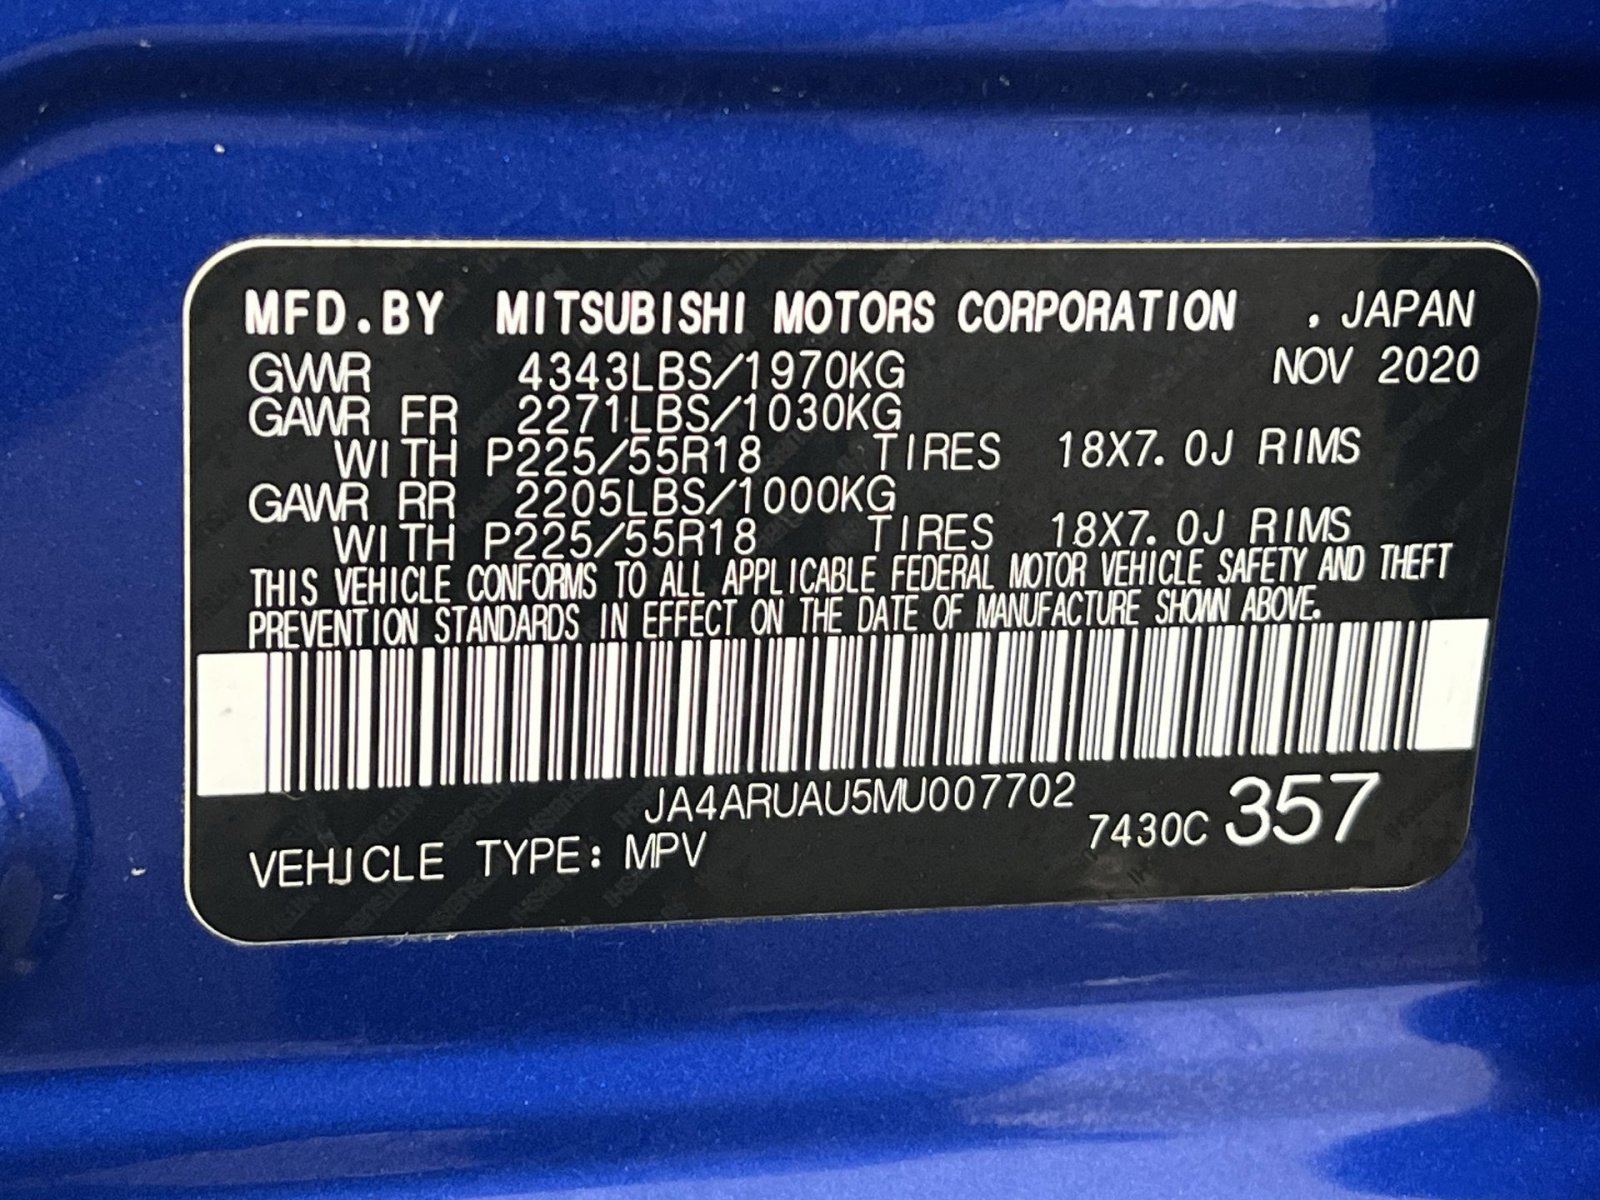 MFD.BY MITSUBISHI MOTORS CORPORATION , JAPAN
GVWR 4343LBS/1970KG NOV 2020
GAWR FR 2271LBS/1030KG
WITH P225/55R18 TIRES 18X7.0J RIMS
GAWR RR 2205LBS/1000KG
WITH P225/55R18 TIRES 18X7.0J RIMS
THIS VEHICLE CONFORMS TO ALL APPLICABLE FEDERAL MOTOR VEHICLE SAFETY AND THEFT
PREVENTION STANDARDS IN EFFECT ON THE DATE OF MANUFACTURE SHOWN ABOVE.
JA4ARUAU5MU007702
VEHICLE TYPE: MPV 7430C 357